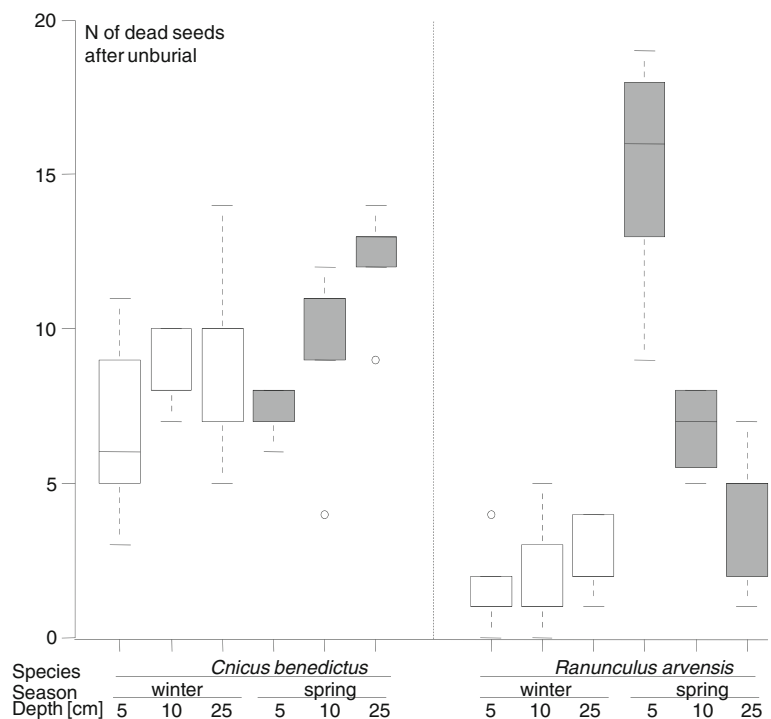 N of dead seeds
after unburial
20
15
10
5
0
Species Cnicus benedictus Ranunculus arvensis
Season winter spring winter spring
Depth [cm] 5 10 25 5 10 25 5 10 25 5 10 25